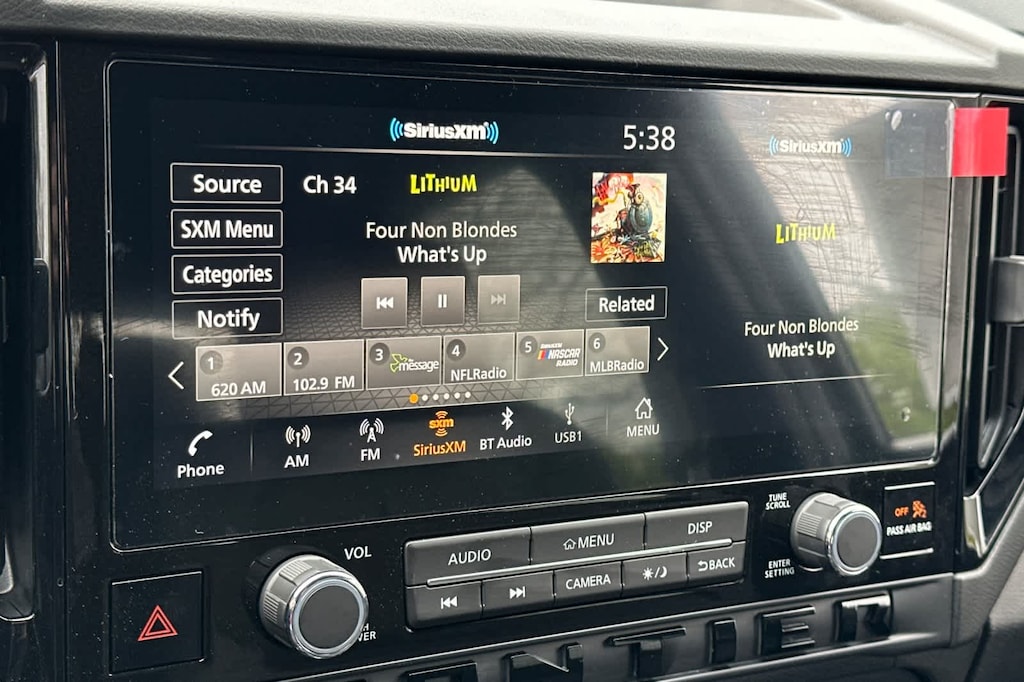 SiriusXM
5:38
SiriusXM
Source
Ch 34
LiTHiUM
SXM Menu
Four Non Blondes
What's Up
LiTHiUM
Categories
Notify
Related
Four Non Blondes
What's Up
1
620 AM
2
102.9 FM
3
the message
4
NFLRadio
5
SIRIUSXM
NASCAR
RADIO
6
MLBRadio
Phone
AM
FM
sxm
SiriusXM
BT Audio
USB1
MENU
VOL
AUDIO
MENU
DISP
CAMERA
BACK
TUNE
SCROLL
ENTER
SETTING
OFF
PASS AIR BAG